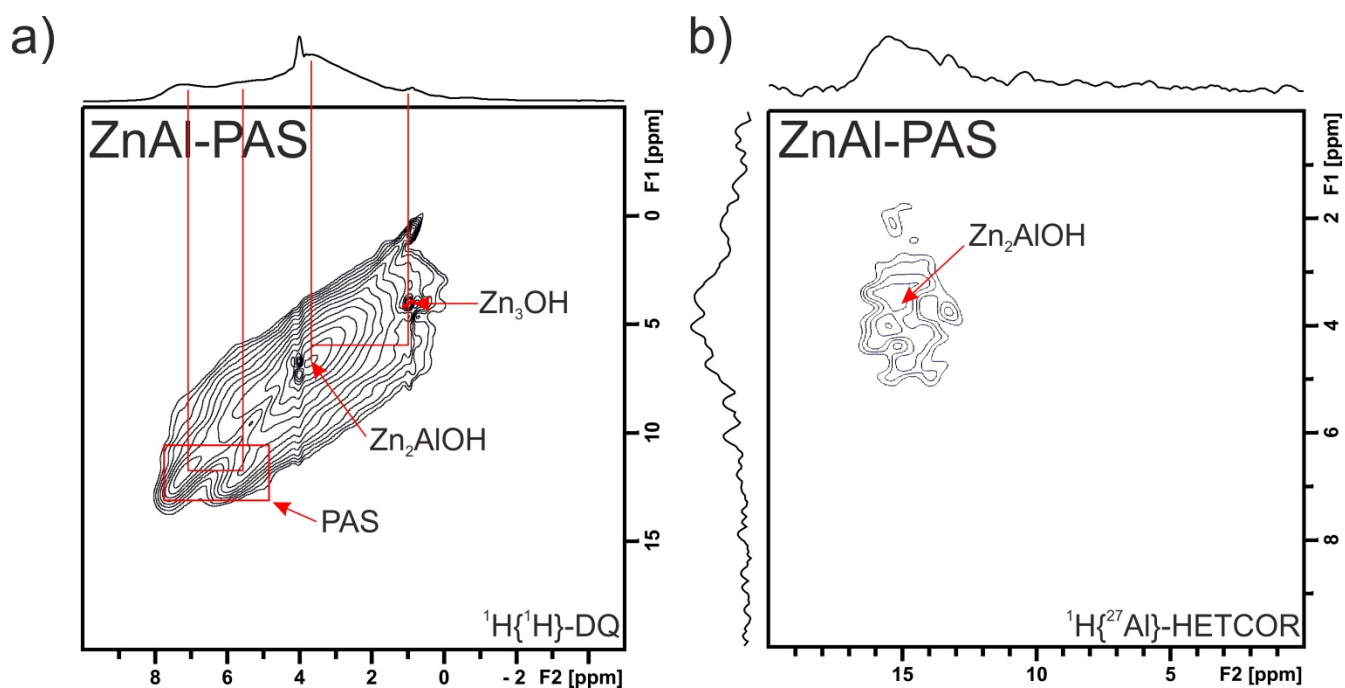 a)
ZnAl-PAS
F1 [ppm]
0
5
10
15
Zn₃OH
Zn₂AlOH
PAS
¹H{¹H}-DQ
8 6 4 2 0 - 2 F2 [ppm]
b)
ZnAl-PAS
F1 [ppm]
2
4
6
8
Zn₂AlOH
¹H{²⁷Al}-HETCOR
15 10 5 F2 [ppm]